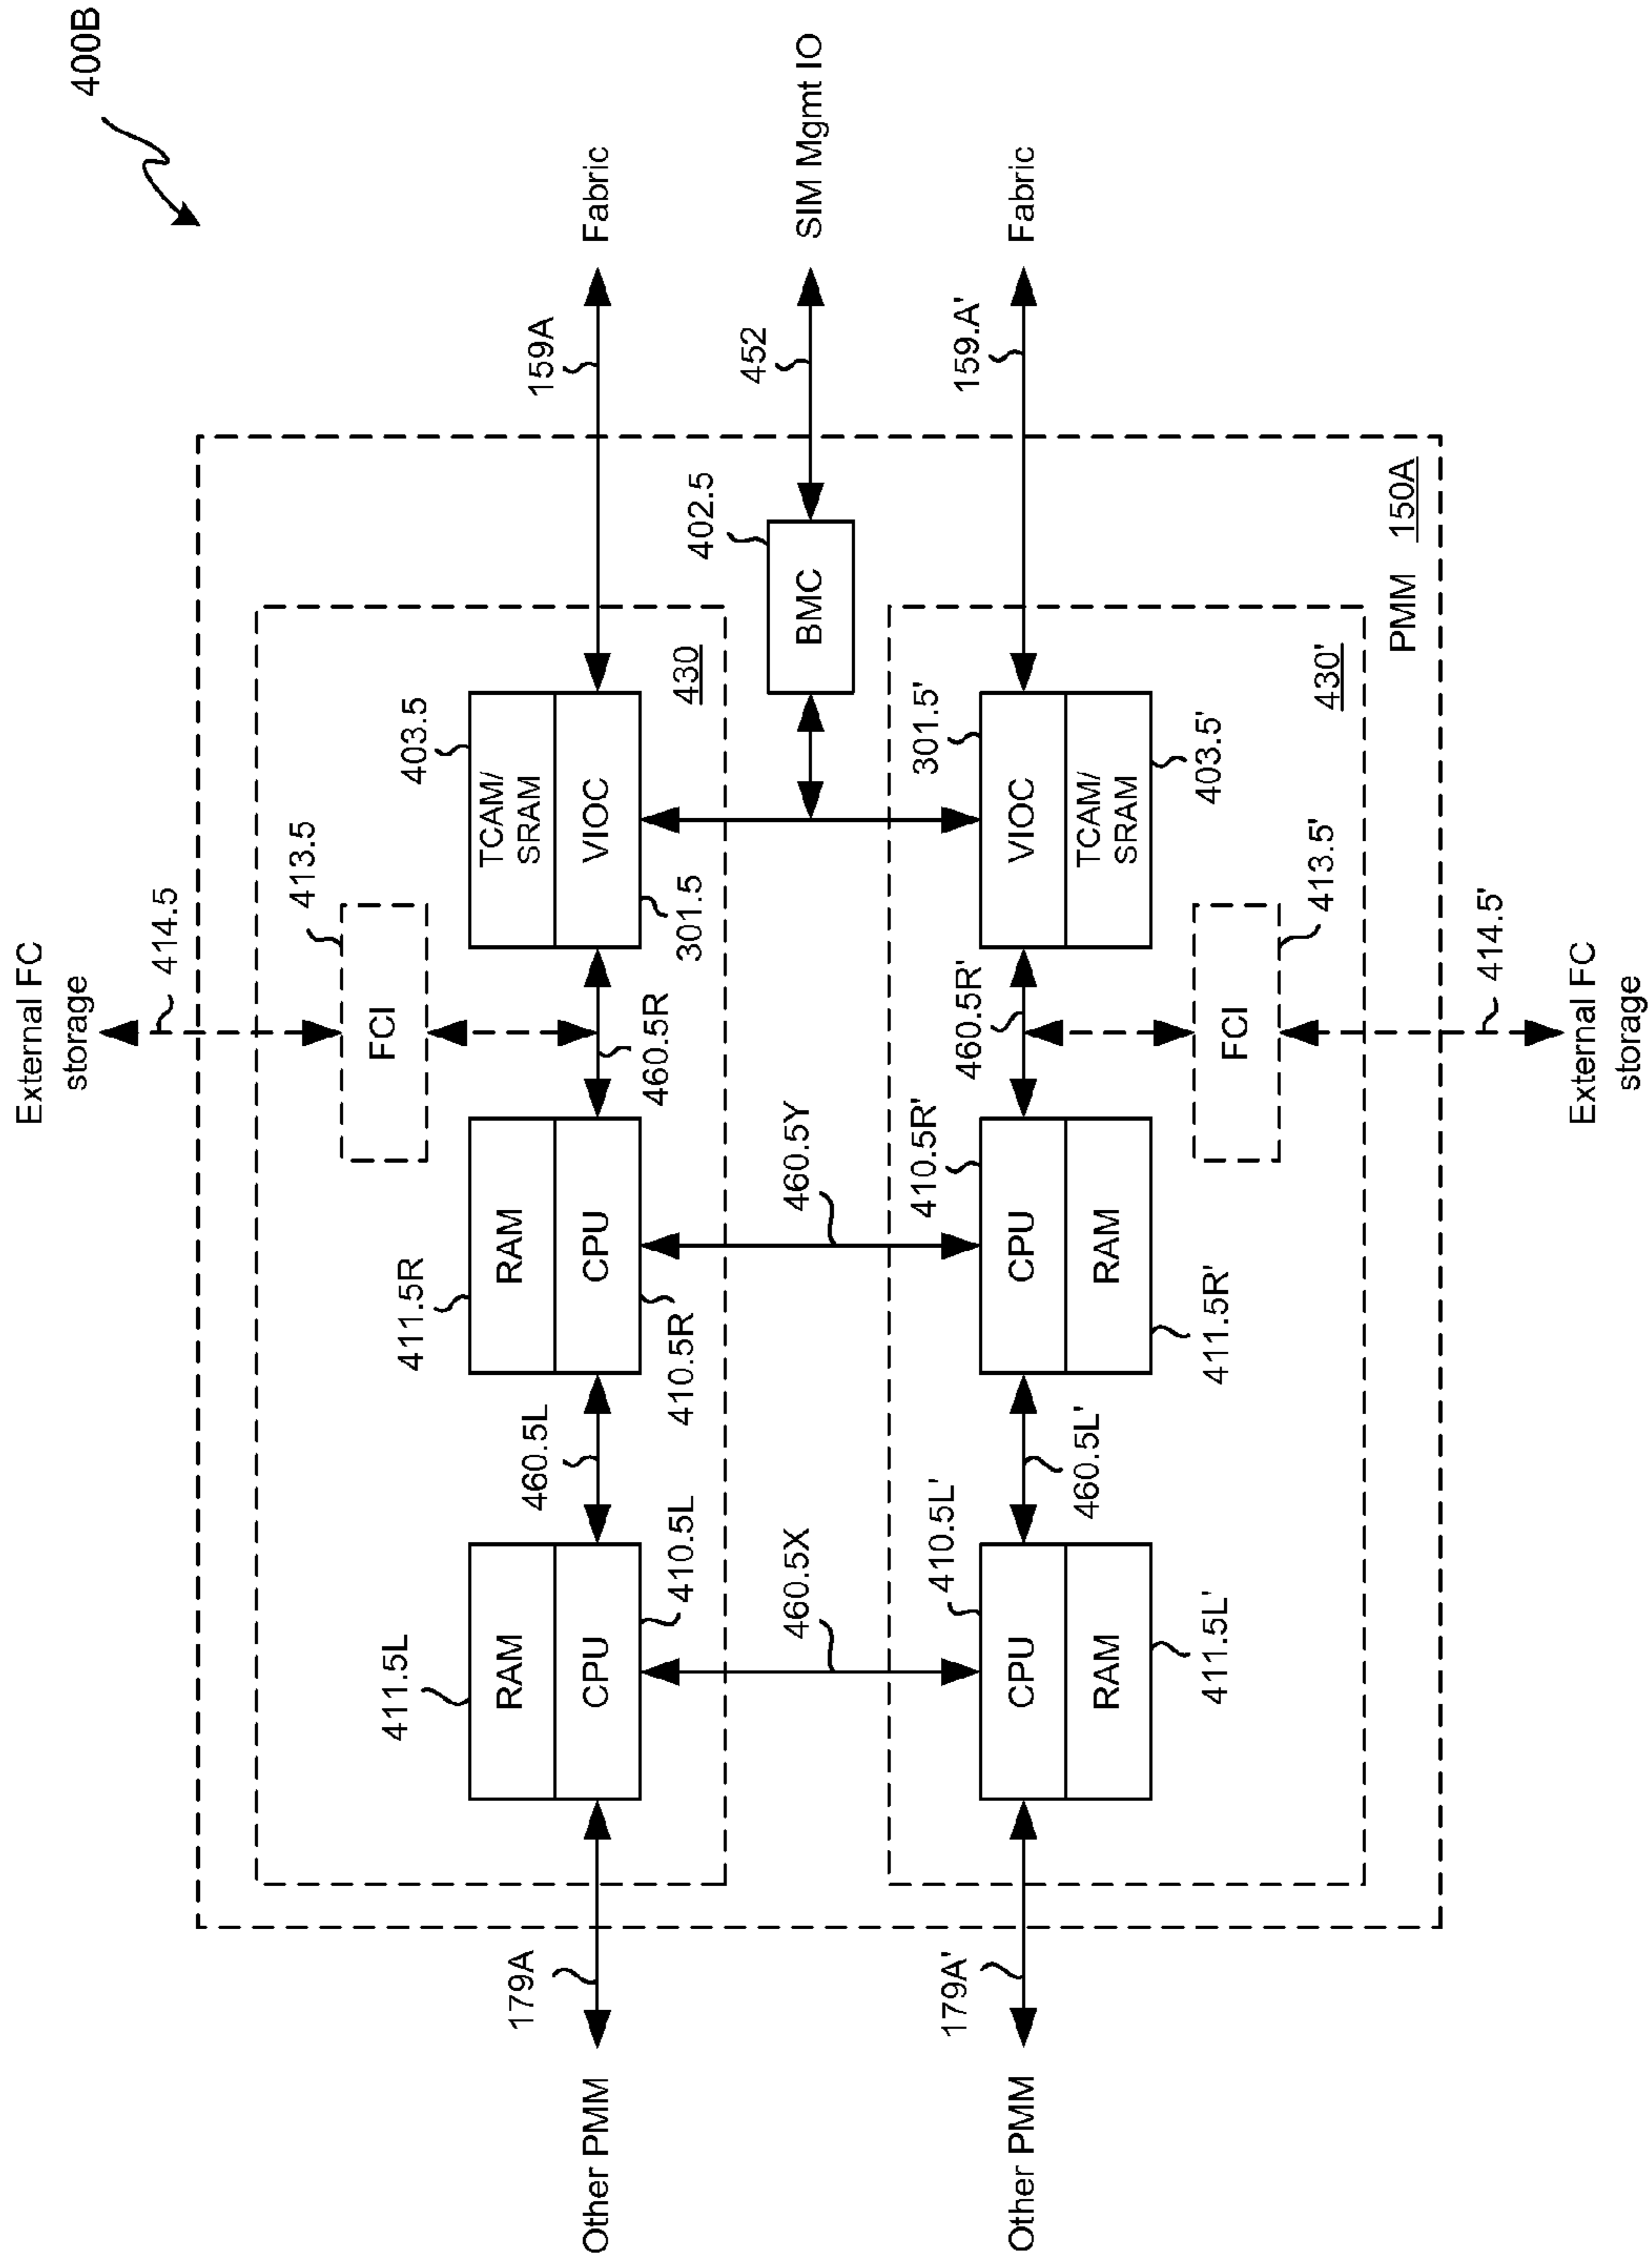 400B
External FC
storage
414.5
413.5
FCI
Fabric
159A
403.5
TCAM/
SRAM
VIOC
301.5
430
460.5R
411.5R
RAM
CPU
410.5R
460.5L
411.5L
RAM
CPU
410.5L
179A
Other PMM
SIM Mgmt IO
452
402.5
BMC
460.5Y
460.5X
Fabric
159.A'
301.5'
VIOC
TCAM/
SRAM
403.5'
430'
PMM 150A
460.5R'
410.5R'
CPU
RAM
411.5R'
460.5L'
410.5L'
CPU
RAM
411.5L'
179A'
Other PMM
FCI
413.5'
414.5'
External FC
storage